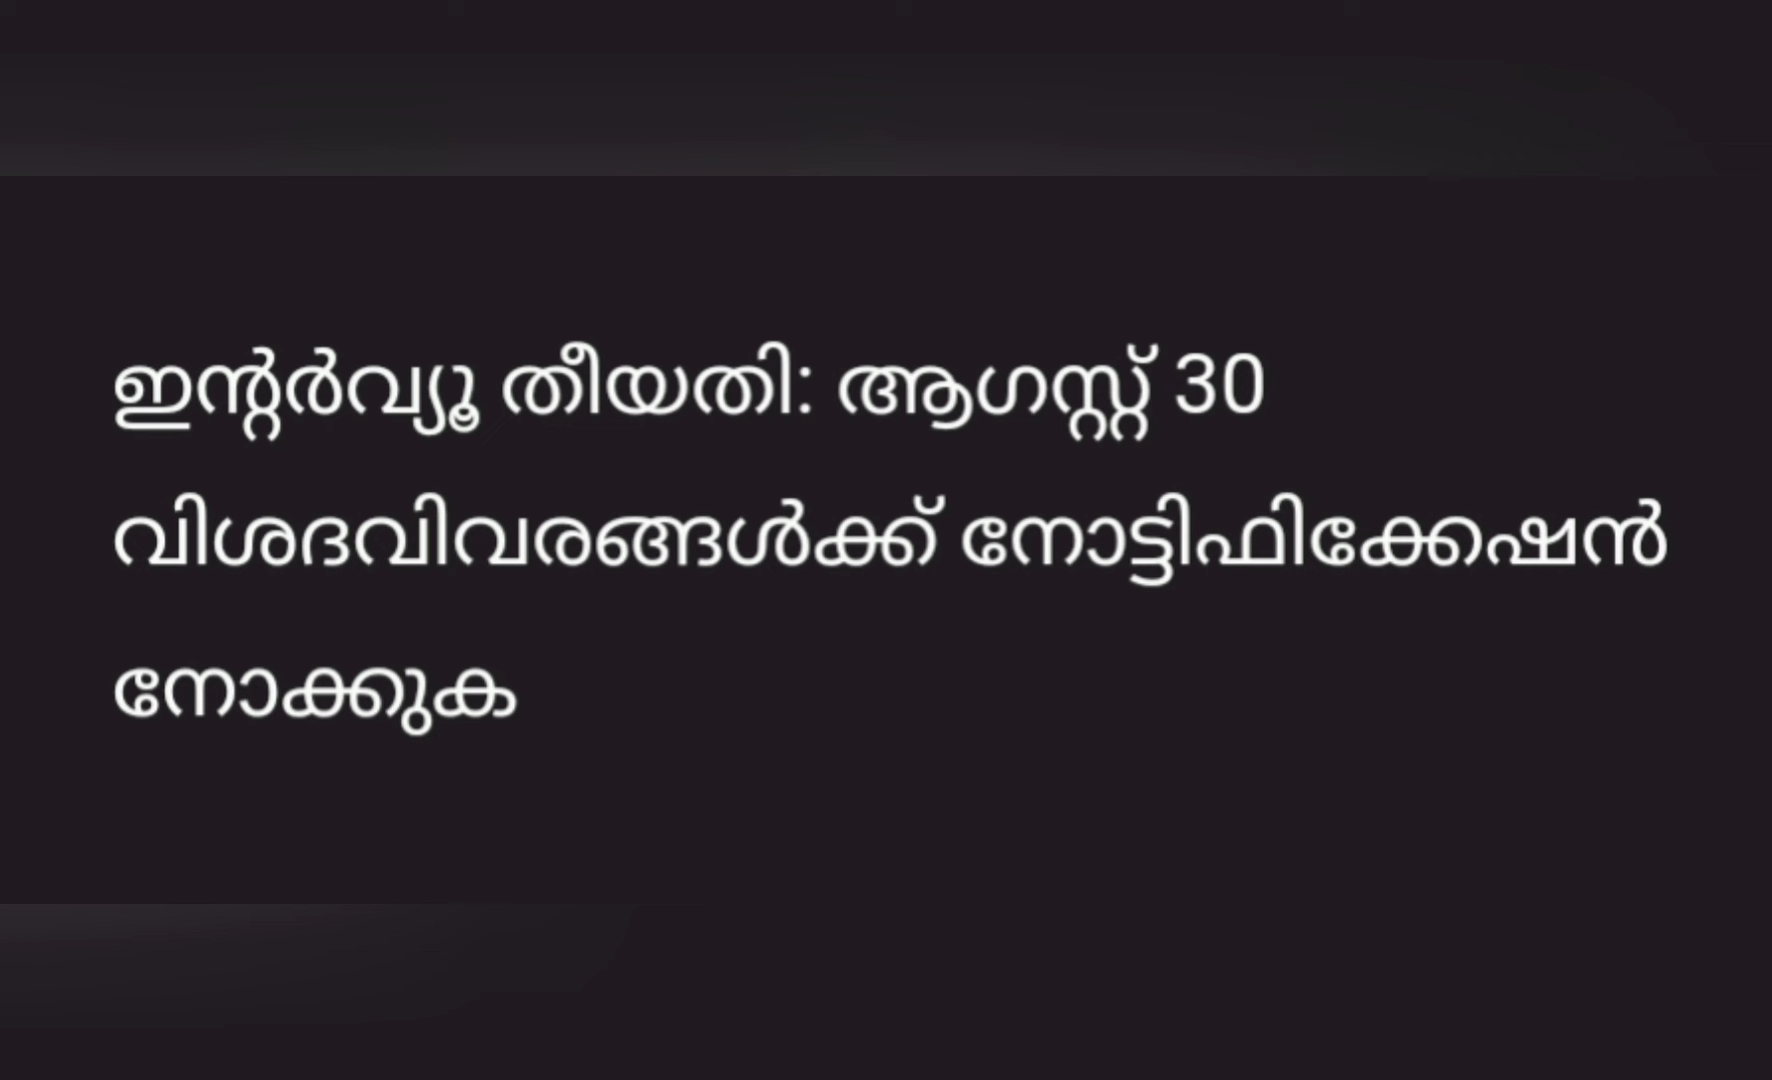 ഇന്റർവ്യൂ തീയതി: ആഗസ്റ്റ് 30
വിശദവിവരങ്ങൾക്ക് നോട്ടിഫിക്കേഷൻ
നോക്കുക